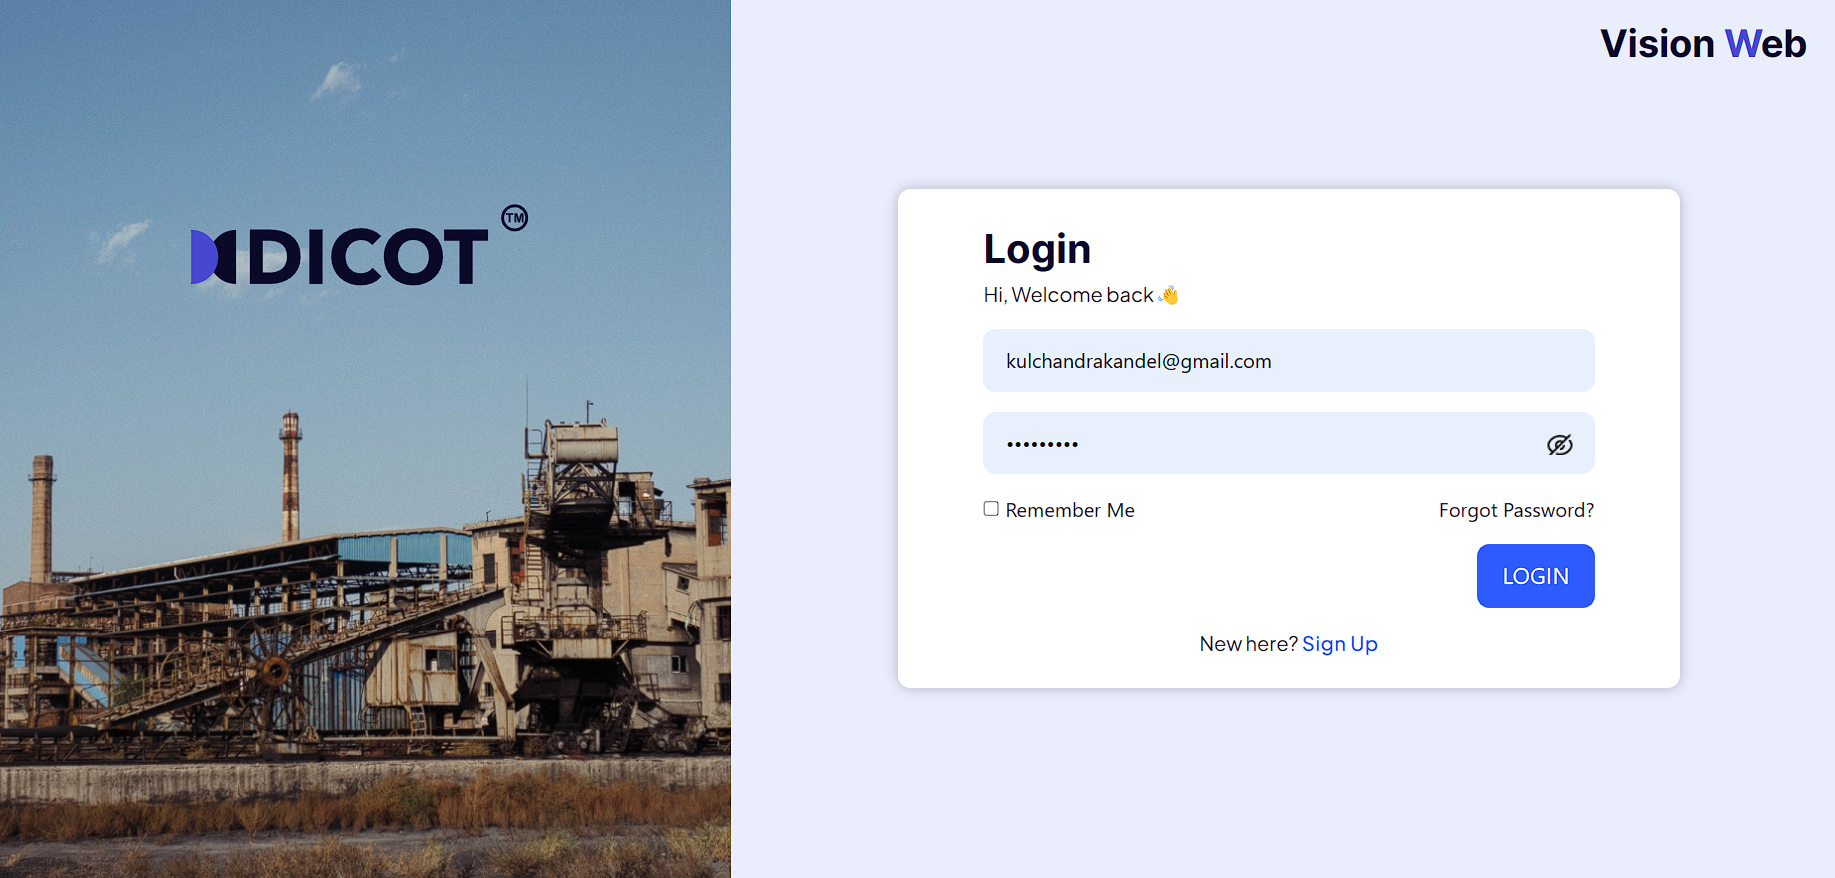 Vision Web
DICOT TM
Login
Hi, Welcome back 👋
kulchandrakandel@gmail.com
•••••••••
Remember Me
Forgot Password?
LOGIN
New here? Sign Up